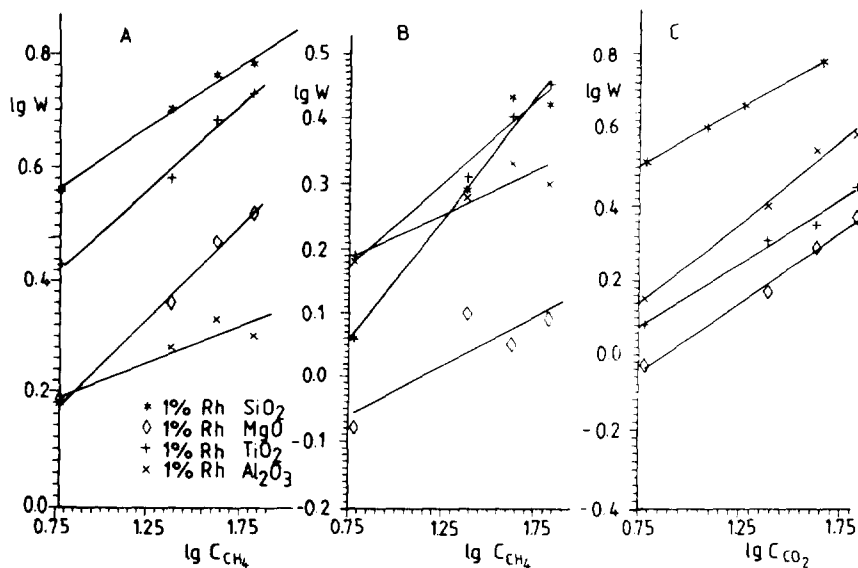 A
0.8
lg W
0.6
0.4
0.2
0.0
0.75
1.25
1.75
lg C_CH₄
* 1% Rh SiO₂
◇ 1% Rh MgO
+ 1% Rh TiO₂
× 1% Rh Al₂O₃
B
0.5
lg W
0.4
0.3
0.2
0.1
0.0
-0.1
-0.2
0.75
1.25
1.75
lg C_CH₄
C
0.8
lg W
0.6
0.4
0.2
0.0
-0.2
-0.4
0.75
1.25
1.75
lg C_CO₂